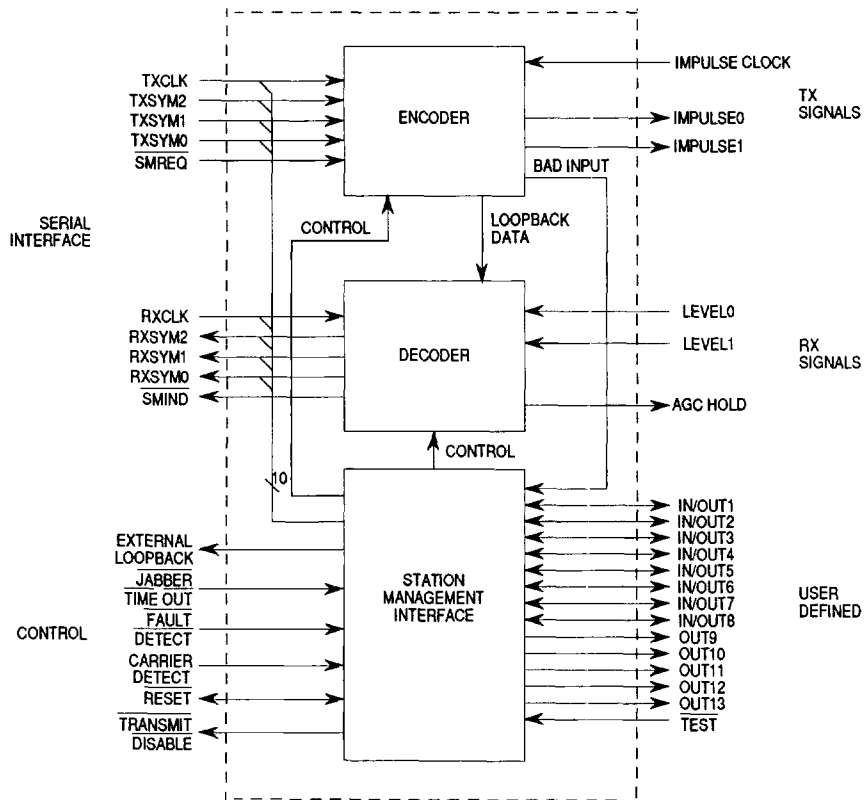 TXCLK
TXSYM2
TXSYM1
TXSYM0
SMREQ
SERIAL
INTERFACE
RXCLK
RXSYM2
RXSYM1
RXSYM0
SMIND
EXTERNAL
LOOPBACK
JABBER
TIME OUT
FAULT
DETECT
CARRIER
DETECT
RESET
TRANSMIT
DISABLE
CONTROL
ENCODER
CONTROL
LOOPBACK
DATA
BAD INPUT
DECODER
CONTROL
10
STATION
MANAGEMENT
INTERFACE
IMPULSE CLOCK
IMPULSE0
IMPULSE1
TX
SIGNALS
LEVEL0
LEVEL1
AGC HOLD
RX
SIGNALS
IN/OUT1
IN/OUT2
IN/OUT3
IN/OUT4
IN/OUT5
IN/OUT6
IN/OUT7
IN/OUT8
OUT9
OUT10
OUT11
OUT12
OUT13
TEST
USER
DEFINED